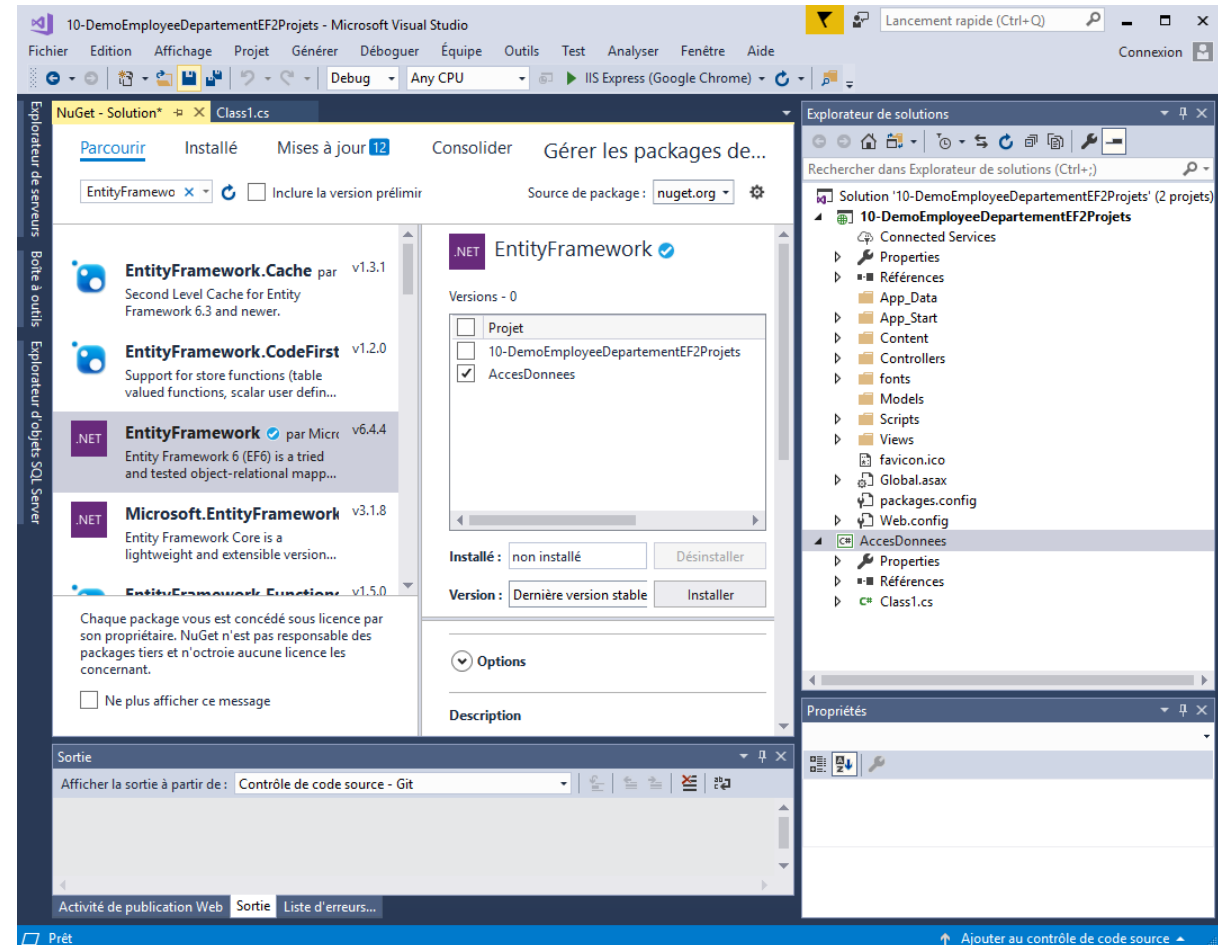 10-DemoEmployeeDepartementEF2Projets - Microsoft Visual Studio
Lancement rapide (Ctrl+Q)
Fichier Edition Affichage Projet Générer Déboguer Équipe Outils Test Analyser Fenêtre Aide
Connexion
Debug Any CPU IIS Express (Google Chrome)
Explorateur de serveurs
Boîte à outils
Explorateur d'objets SQL Server
NuGet - Solution* Class1.cs
Parcourir Installé Mises à jour 12 Consolider Gérer les packages de...
EntityFramewo Inclure la version prélimir
Source de package : nuget.org
EntityFramework.Cache par v1.3.1
Second Level Cache for Entity
Framework 6.3 and newer.
EntityFramework.CodeFirst v1.2.0
Support for store functions (table
valued functions, scalar user defin...
.NET EntityFramework par Micro v6.4.4
Entity Framework 6 (EF6) is a tried
and tested object-relational mapp...
.NET Microsoft.EntityFramework v3.1.8
Entity Framework Core is a
lightweight and extensible version...
EntityFramework.Functions v1.5.0
Chaque package vous est concédé sous licence par
son propriétaire. NuGet n'est pas responsable des
packages tiers et n'octroie aucune licence les
concernant.
Ne plus afficher ce message
.NET EntityFramework
Versions - 0
Projet
10-DemoEmployeeDepartementEF2Projets
AccesDonnees
Installé : non installé Désinstaller
Version : Dernière version stable Installer
Options
Description
Sortie
Afficher la sortie à partir de : Contrôle de code source - Git
Activité de publication Web Sortie Liste d'erreurs...
Explorateur de solutions
Rechercher dans Explorateur de solutions (Ctrl+;)
Solution '10-DemoEmployeeDepartementEF2Projets' (2 projets)
10-DemoEmployeeDepartementEF2Projets
Connected Services
Properties
Références
App_Data
App_Start
Content
Controllers
fonts
Models
Scripts
Views
favicon.ico
Global.asax
packages.config
Web.config
C# AccesDonnees
Properties
Références
C# Class1.cs
Propriétés
Prêt
Ajouter au contrôle de code source